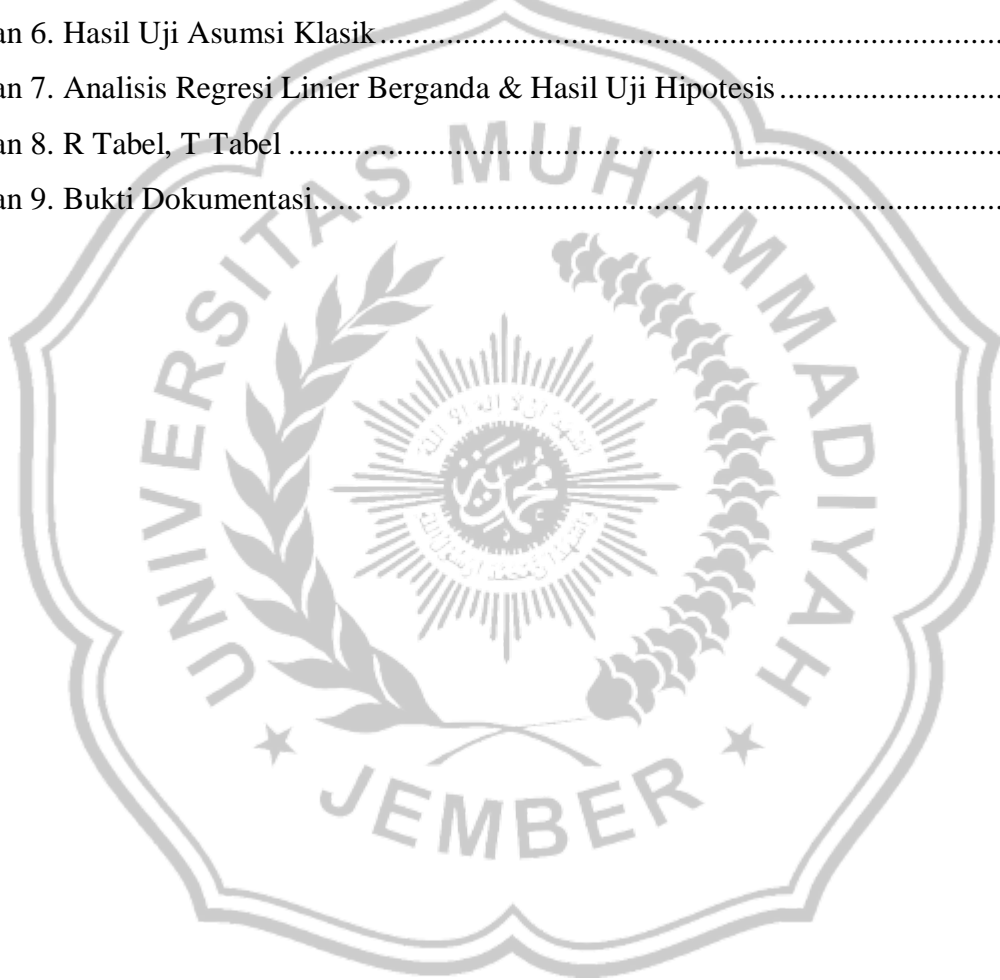 an 6. Hasil Uji Asumsi Klasik........................................................................
an 7. Analisis Regresi Linier Berganda & Hasil Uji Hipotesis.........................
an 8. R Tabel, T Tabel ...................................................................................
an 9. Bukti Dokumentasi................................................................................
UNIVERSITAS MUHAMMADIYAH
JEMBER